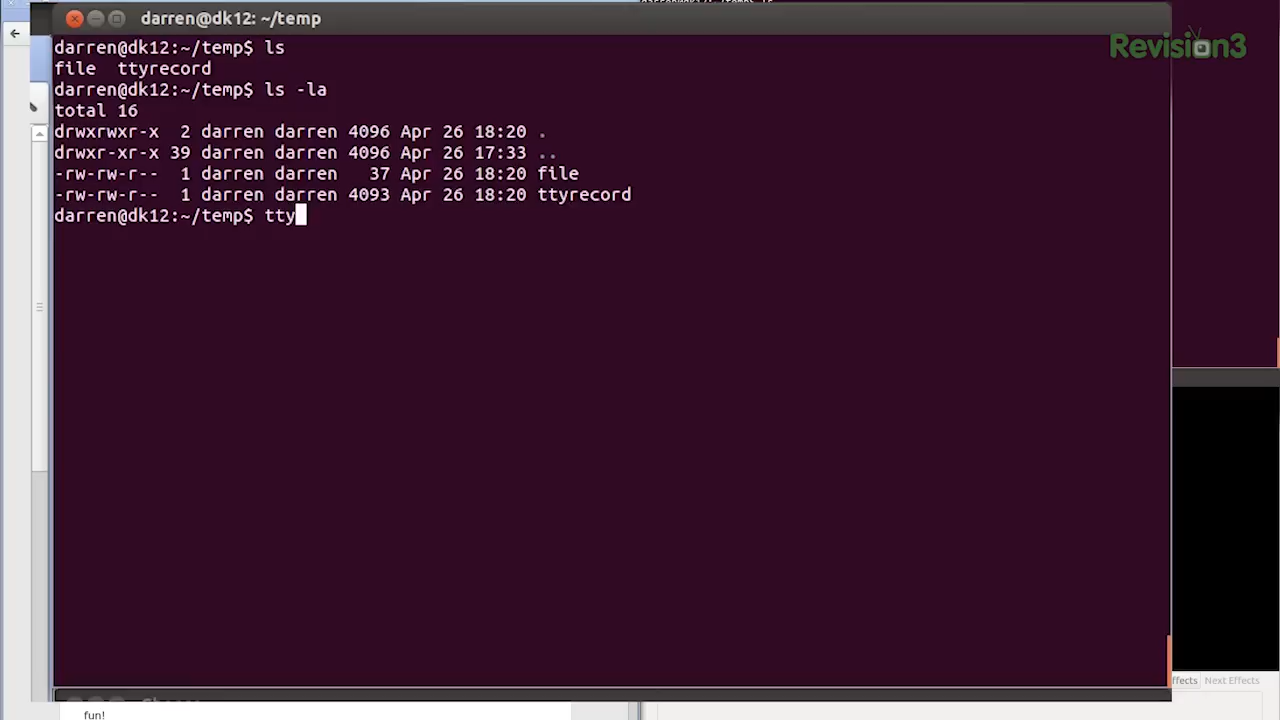 darren@dk12: ~/temp
Revision3
darren@dk12:~/temp$ ls
file  ttyrecord
darren@dk12:~/temp$ ls -la
total 16
drwxrwxr-x  2 darren darren 4096 Apr 26 18:20 .
drwxr-xr-x 39 darren darren 4096 Apr 26 17:33 ..
-rw-rw-r--  1 darren darren   37 Apr 26 18:20 file
-rw-rw-r--  1 darren darren 4093 Apr 26 18:20 ttyrecord
darren@dk12:~/temp$ tty
Next Effects
fun!